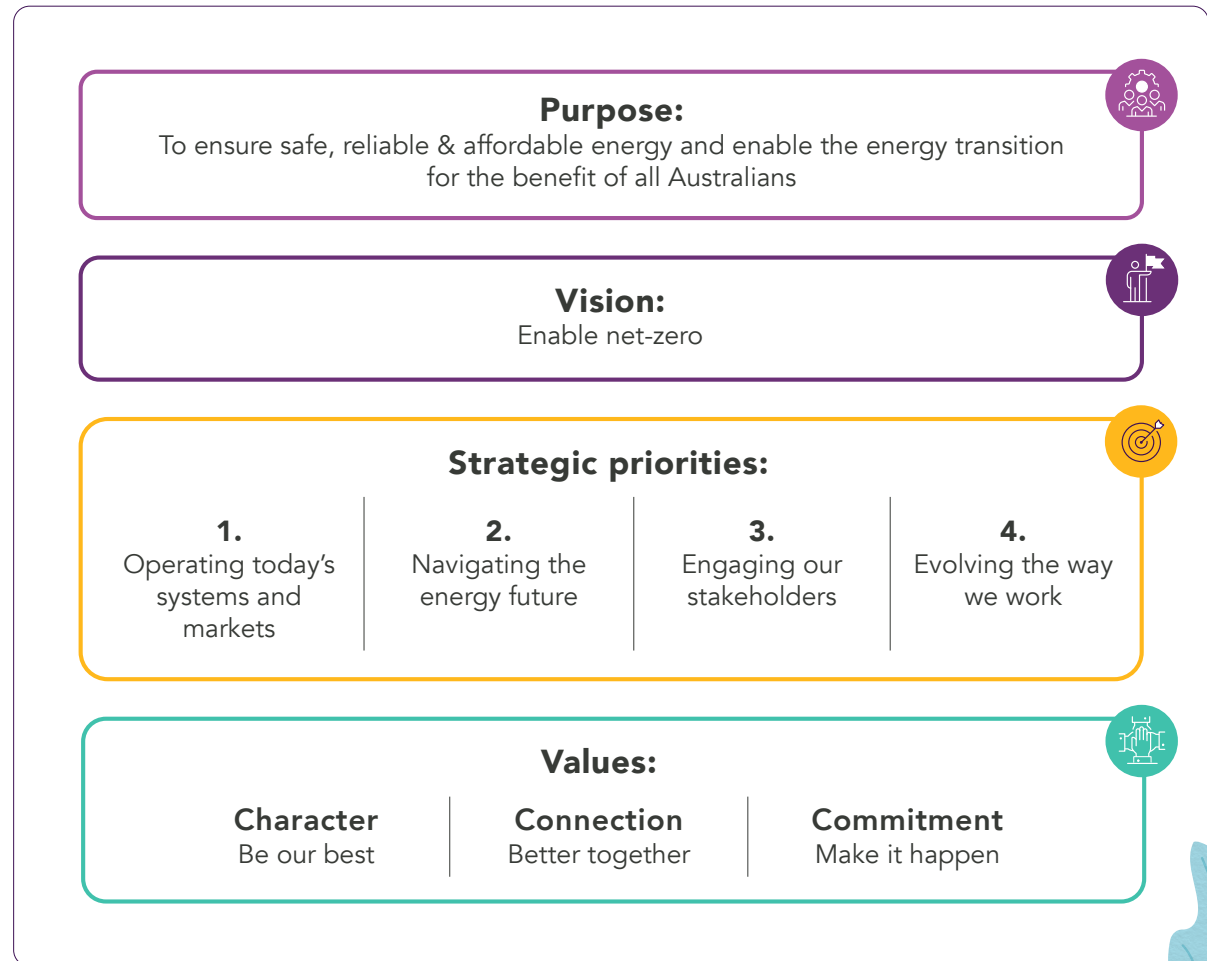 Purpose:
To ensure safe, reliable & affordable energy and enable the energy transition
for the benefit of all Australians
Vision:
Enable net-zero
Strategic priorities:
1.
Operating today's
systems and
markets
2.
Navigating the
energy future
3.
Engaging our
stakeholders
4.
Evolving the way
we work
Values:
Character
Be our best
Connection
Better together
Commitment
Make it happen